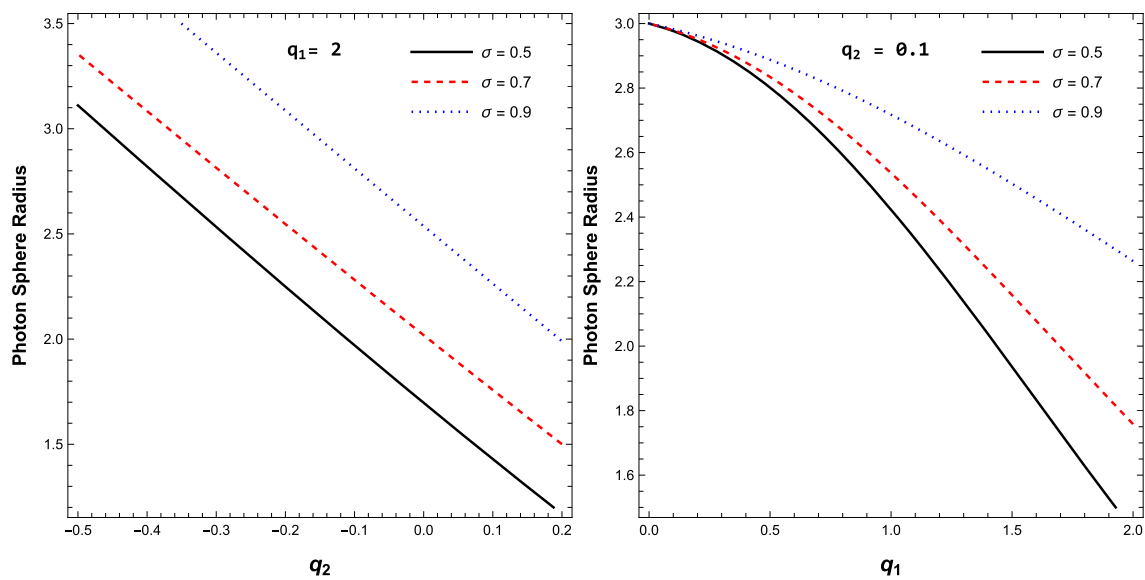 Photon Sphere Radius
3.5
3.0
2.5
2.0
1.5
q1= 2
σ = 0.5
σ = 0.7
σ = 0.9
−0.5 −0.4 −0.3 −0.2 −0.1 0.0 0.1 0.2
q2
Photon Sphere Radius
3.0
2.8
2.6
2.4
2.2
2.0
1.8
1.6
q2 = 0.1
σ = 0.5
σ = 0.7
σ = 0.9
0.0 0.5 1.0 1.5 2.0
q1